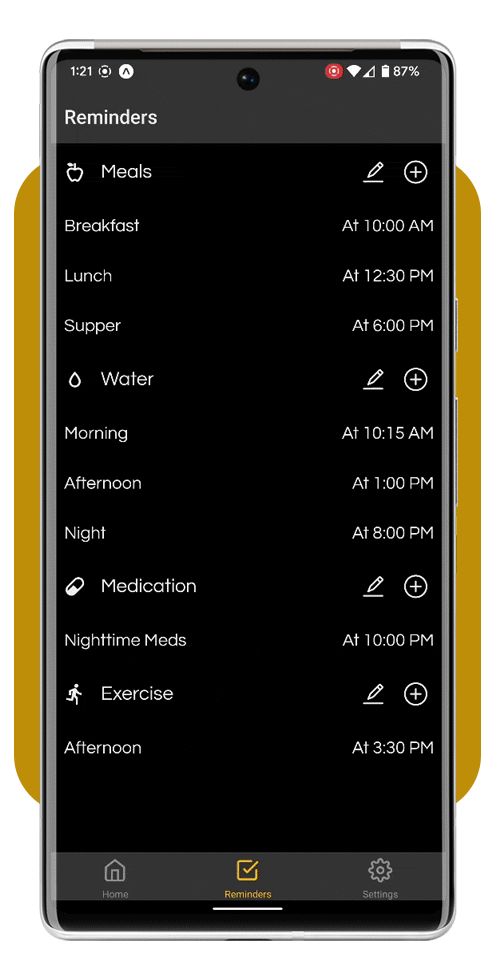 1:21 87%
Reminders
Meals
Breakfast At 10:00 AM
Lunch At 12:30 PM
Supper At 6:00 PM
Water
Morning At 10:15 AM
Afternoon At 1:00 PM
Night At 8:00 PM
Medication
Nighttime Meds At 10:00 PM
Exercise
Afternoon At 3:30 PM
Home Reminders Settings